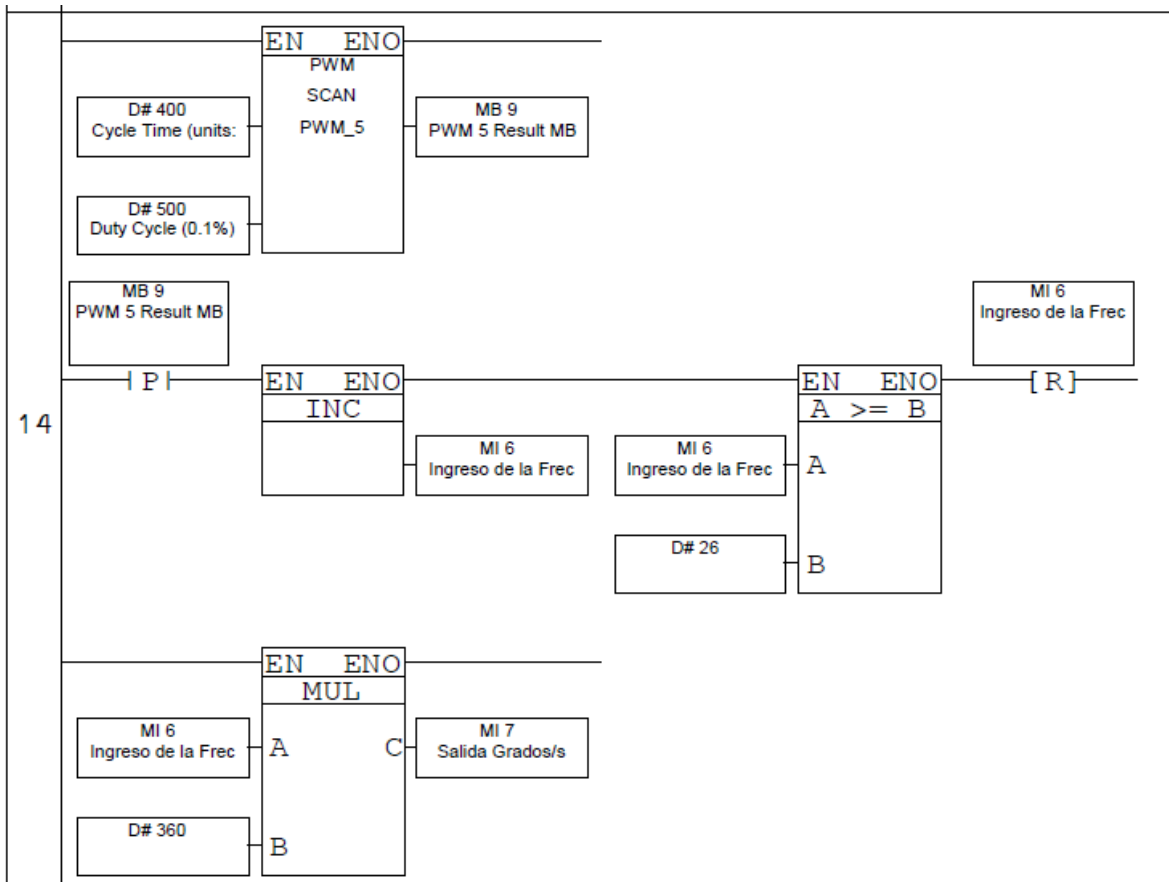 EN ENO
PWM
SCAN
PWM_5
D# 400
Cycle Time (units:
MB 9
PWM 5 Result MB
D# 500
Duty Cycle (0.1%)
MB 9
PWM 5 Result MB
MI 6
Ingreso de la Frec
14
P
EN ENO
INC
MI 6
Ingreso de la Frec
EN ENO
A >= B
[R]
MI 6
Ingreso de la Frec
A
D# 26
B
EN ENO
MUL
MI 6
Ingreso de la Frec
A C
MI 7
Salida Grados/s
D# 360
B